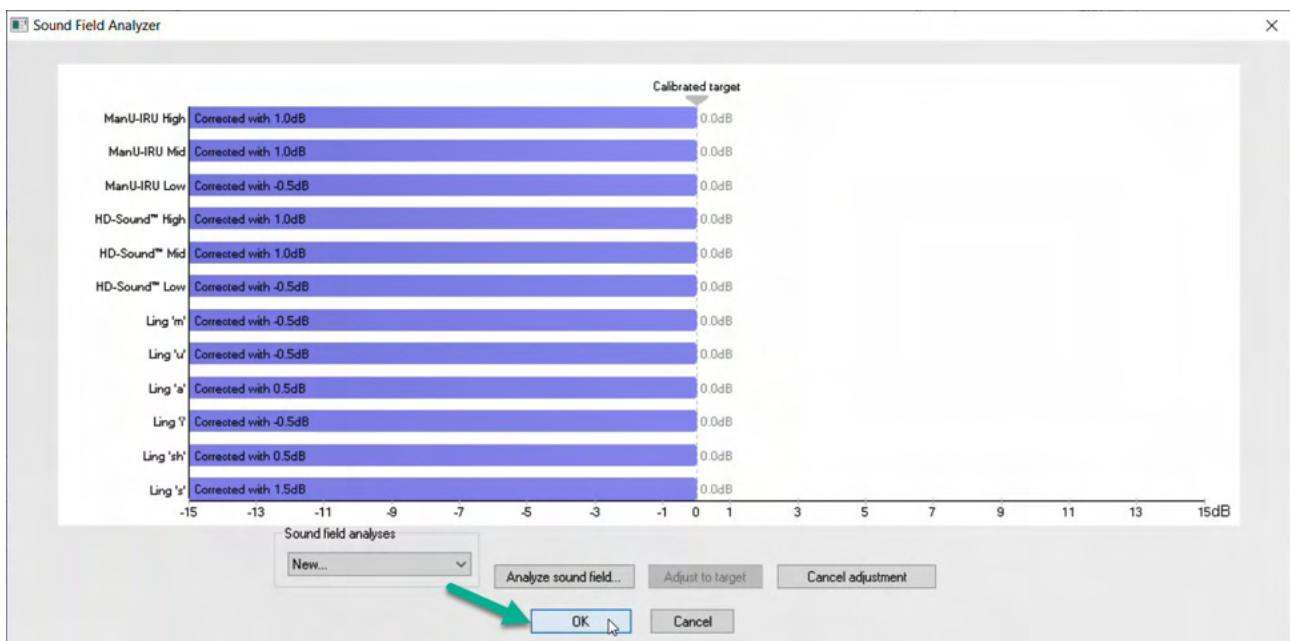 Sound Field Analyzer
Calibrated target
ManU-IRU High Corrected with 1.0dB 0.0dB
ManU-IRU Mid Corrected with 1.0dB 0.0dB
ManU-IRU Low Corrected with -0.5dB 0.0dB
HD-Sound™ High Corrected with 1.0dB 0.0dB
HD-Sound™ Mid Corrected with 1.0dB 0.0dB
HD-Sound™ Low Corrected with -0.5dB 0.0dB
Ling 'm' Corrected with -0.5dB 0.0dB
Ling 'u' Corrected with -0.5dB 0.0dB
Ling 'a' Corrected with 0.5dB 0.0dB
Ling 'i' Corrected with -0.5dB 0.0dB
Ling 'sh' Corrected with 0.5dB 0.0dB
Ling 's' Corrected with 1.5dB 0.0dB
-15 -13 -11 -9 -7 -5 -3 -1 0 1 3 5 7 9 11 13 15dB
Sound field analyses
New... Analyze sound field... Adjust to target Cancel adjustment
OK Cancel